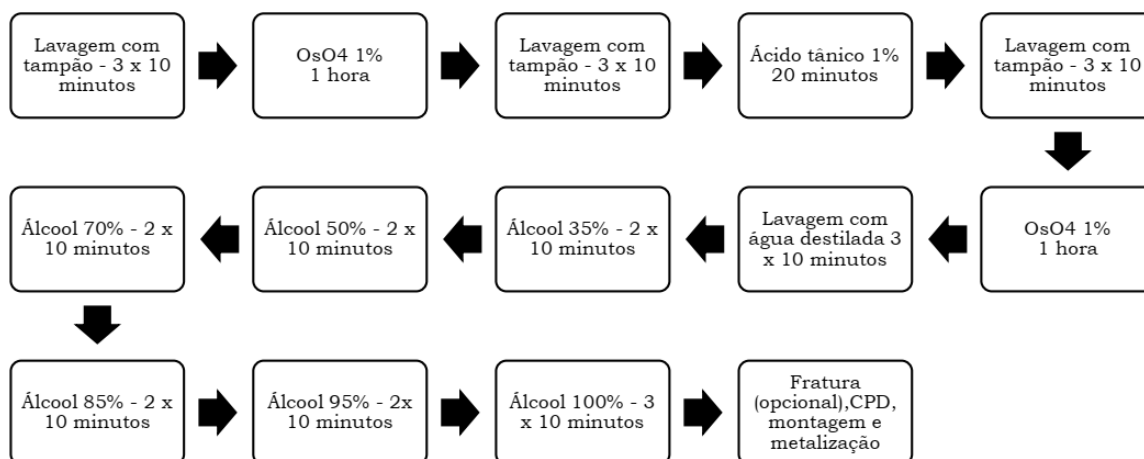 Lavagem com
tampão - 3 x 10
minutos
OsO4 1%
1 hora
Lavagem com
tampão - 3 x 10
minutos
Ácido tânico 1%
20 minutos
Lavagem com
tampão - 3 x 10
minutos
OsO4 1%
1 hora
Lavagem com
água destilada 3
x 10 minutos
Álcool 35% - 2 x
10 minutos
Álcool 50% - 2 x
10 minutos
Álcool 70% - 2 x
10 minutos
Álcool 85% - 2 x
10 minutos
Álcool 95% - 2x
10 minutos
Álcool 100% - 3
x 10 minutos
Fratura
(opcional),CPD,
montagem e
metalização